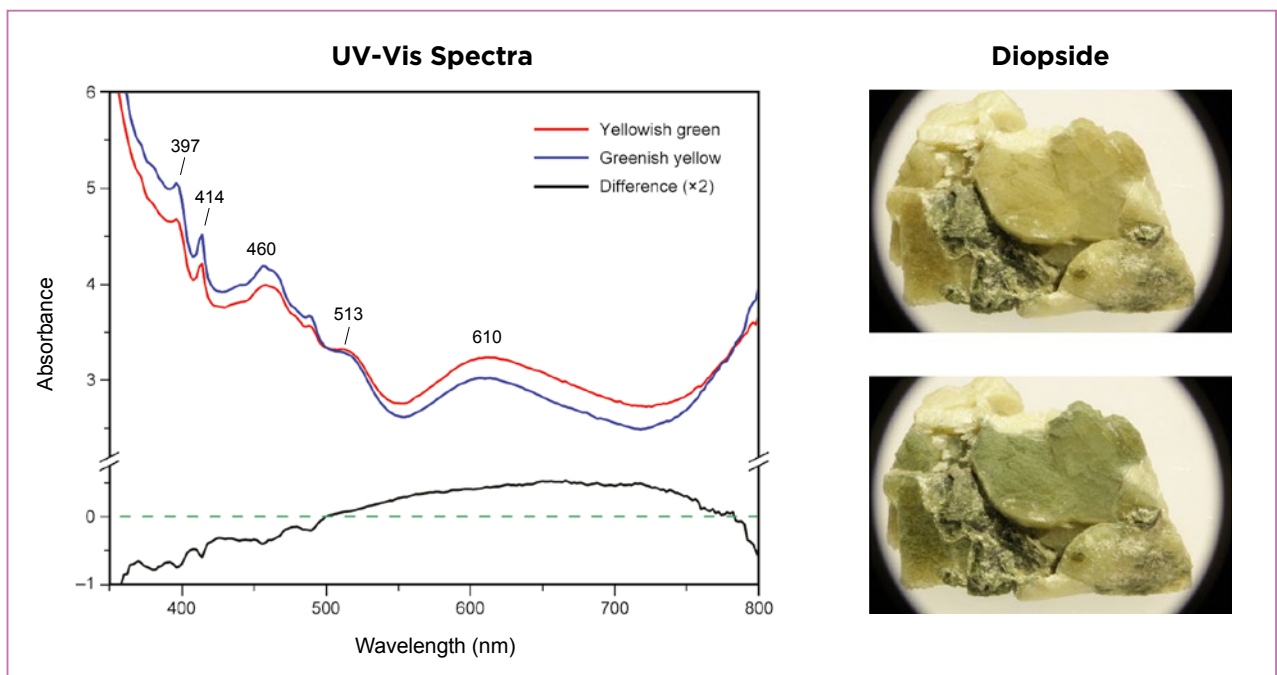 UV-Vis Spectra
Diopside
6
5
4
3
0
−1
Absorbance
397
414
460
513
610
Yellowish green
Greenish yellow
Difference (×2)
400
500
600
700
800
Wavelength (nm)